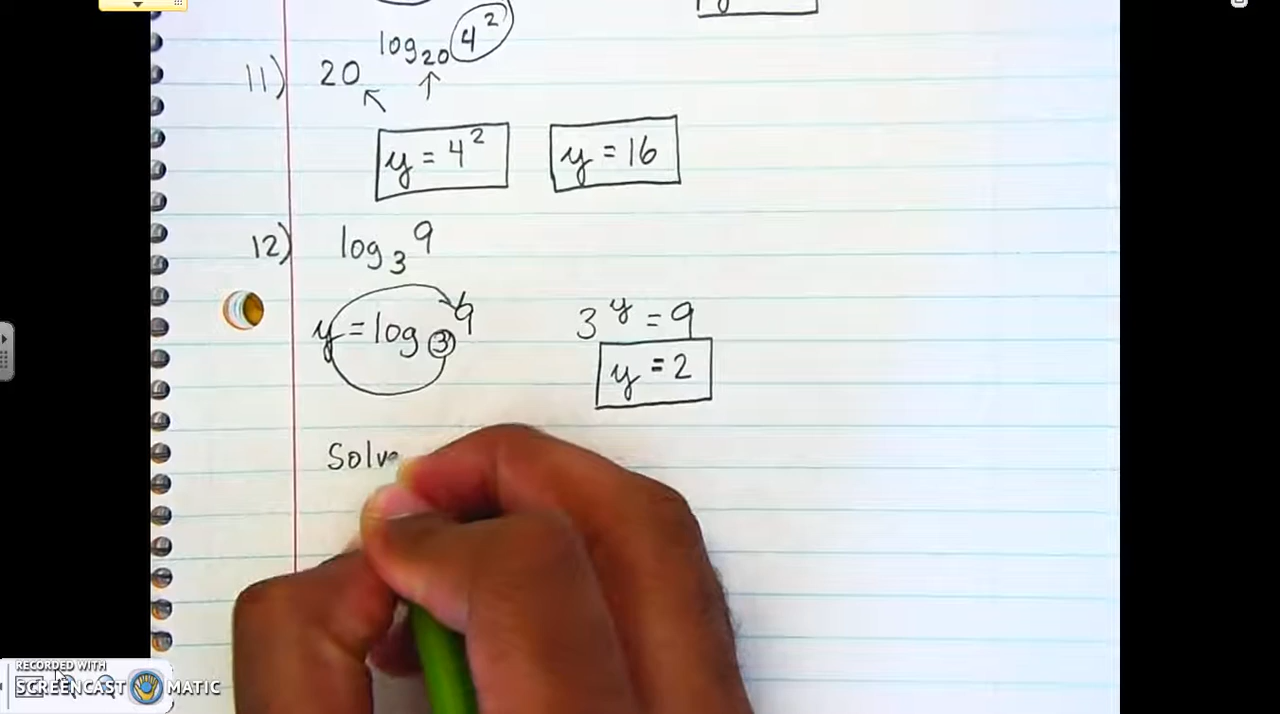 log₂₀ 4²
11) 20
y = 4² y = 16
12) log₃ 9
y = log₃ 9 3^y = 9
y = 2
Solve
RECORDED WITH
SCREENCAST MATIC